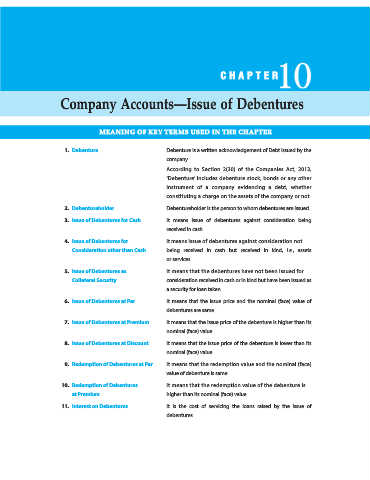 CHAPTER 10
Company Accounts—Issue of Debentures
MEANING OF KEY TERMS USED IN THIS CHAPTER
1. Debenture Debenture is a written acknowledgement of Debt issued by the
company
According to Section 2(30) of the Companies Act, 2013,
'Debenture' includes debenture stock, bonds or any other
instrument of a company evidencing a debt, whether
constituting a charge on the assets of the company or not
2. Debentureholder Debentureholder is the person to whom debentures are issued
3. Issue of Debentures for Cash It means issue of debentures against consideration being
received in cash
4. Issue of Debentures for It means issue of debentures against consideration not
Consideration other than Cash being received in cash but received in kind, i.e., assets
or services
5. Issue of Debentures as It means that the debentures have not been issued for
Collateral Security consideration received in cash or in kind but have been issued as
a security for loan taken
6. Issue of Debentures at Par It means that the issue price and the nominal (face) value of
debentures are same
7. Issue of Debentures at Premium It means that the issue price of the debenture is higher than its
nominal (face) value
8. Issue of Debentures at Discount It means that the issue price of the debenture is lower than its
nominal (face) value
9. Redemption of Debentures at Par It means that the redemption value and the nominal (face)
value of debenture is same
10. Redemption of Debentures It means that the redemption value of the debenture is
at Premium higher than its nominal (face) value
11. Interest on Debentures It is the cost of servicing the loans raised by the issue of
debentures